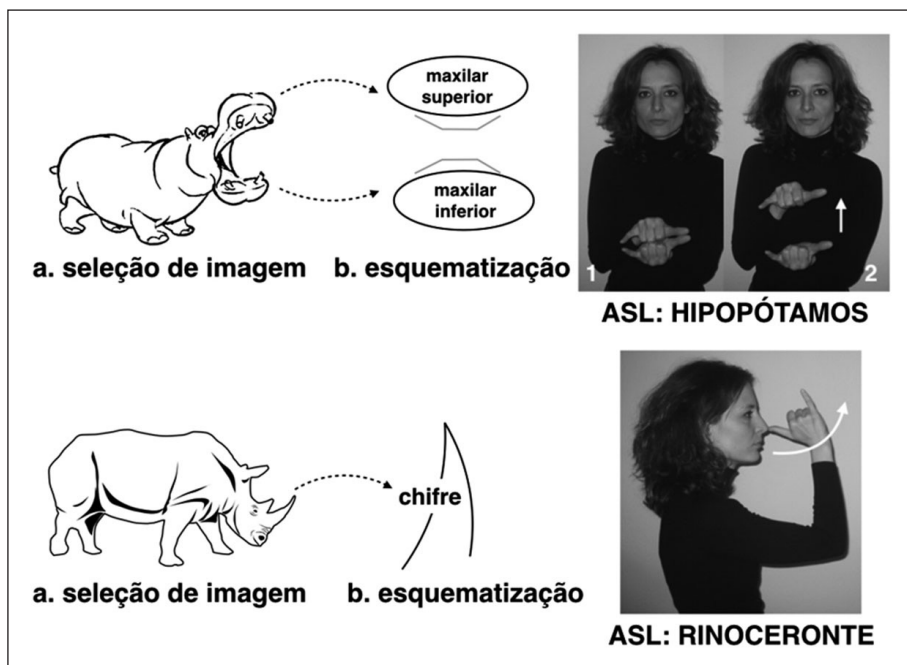 maxilar
superior
maxilar
inferior
a. seleção de imagem
b. esquematização
1
2
ASL: HIPOPÓTAMOS
chifre
a. seleção de imagem
b. esquematização
ASL: RINOCERONTE